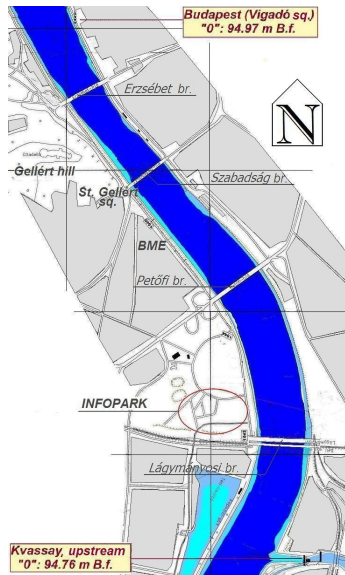 Budapest (Vigadó sq,)
"0": 94.97 m B.f.
Erzsébet br.
N
Citadella
Gellért hill
Szabadság br.
St. Gellért
sq.
BME
Petőfi br.
INFOPARK
Lágymányosi br.
Kvassay, upstream
"0": 94.76 m B.f.